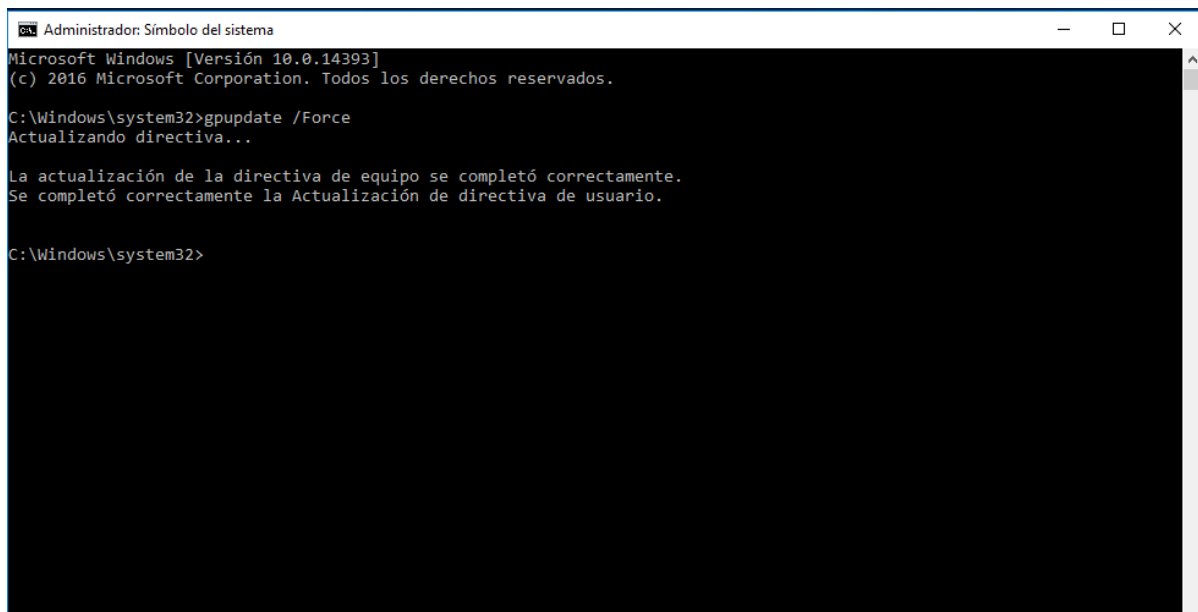 Administrador: Símbolo del sistema
Microsoft Windows [Versión 10.0.14393]
(c) 2016 Microsoft Corporation. Todos los derechos reservados.
C:\Windows\system32>gpupdate /Force
Actualizando directiva...
La actualización de la directiva de equipo se completó correctamente.
Se completó correctamente la Actualización de directiva de usuario.
C:\Windows\system32>